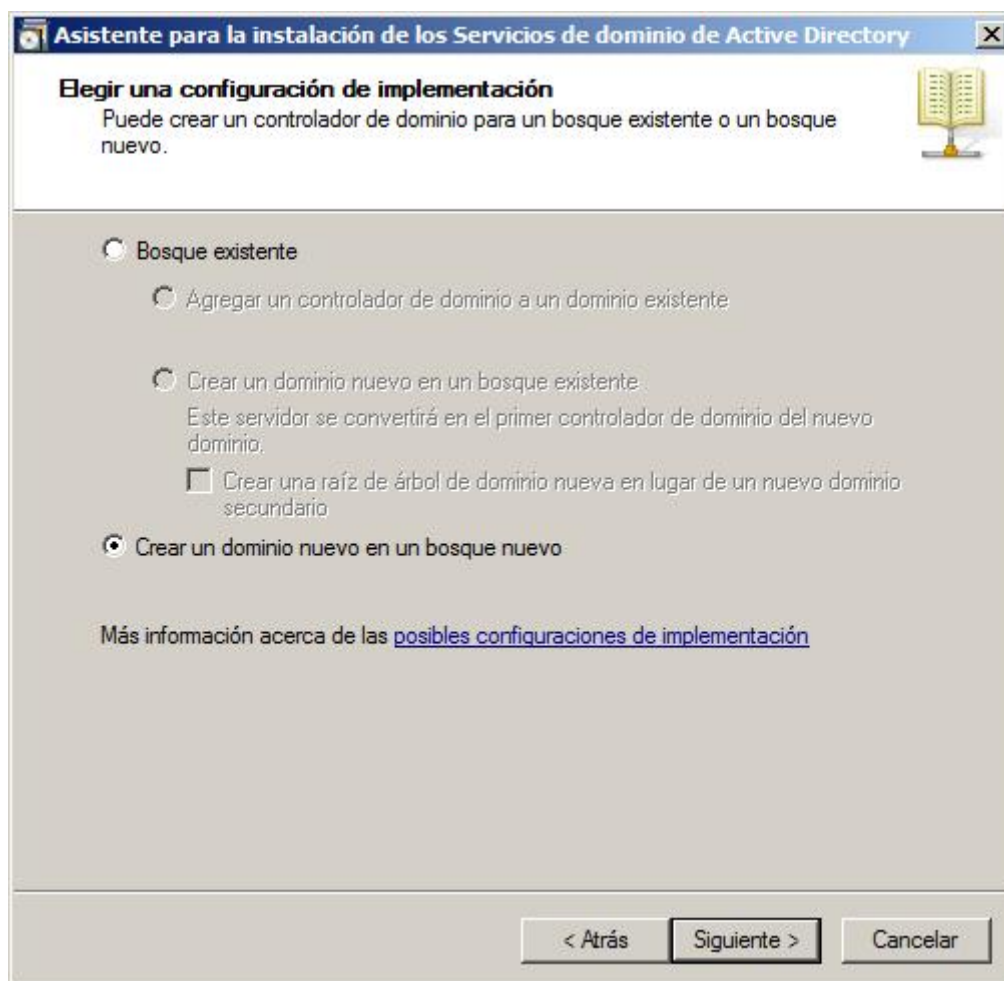 Asistente para la instalación de los Servicios de dominio de Active Directory
Elegir una configuración de implementación
Puede crear un controlador de dominio para un bosque existente o un bosque
nuevo.
Bosque existente
Agregar un controlador de dominio a un dominio existente
Crear un dominio nuevo en un bosque existente
Este servidor se convertirá en el primer controlador de dominio del nuevo
dominio.
Crear una raíz de árbol de dominio nueva en lugar de un nuevo dominio
secundario
Crear un dominio nuevo en un bosque nuevo
Más información acerca de las posibles configuraciones de implementación
< Atrás
Siguiente >
Cancelar